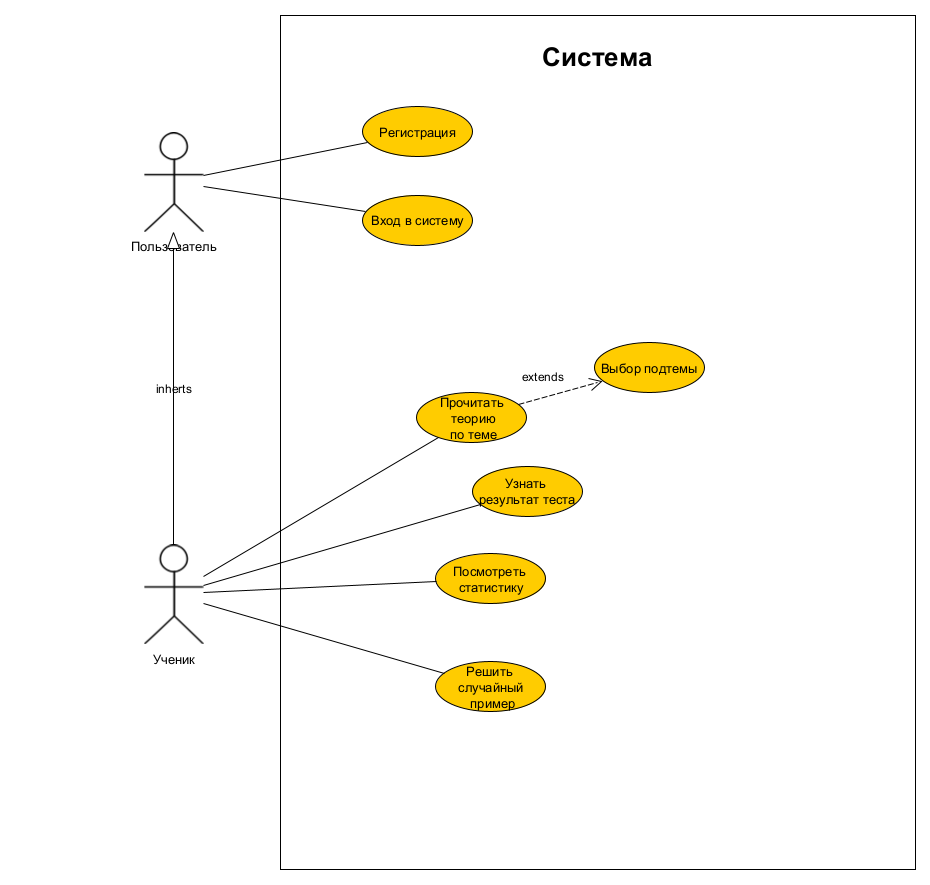 Система
Регистрация
Вход в систему
Пользователь
inherts
Выбор подтемы
extends
Прочитать
теорию
по теме
Узнать
результат теста
Посмотреть
статистику
Ученик
Решить
случайный
пример